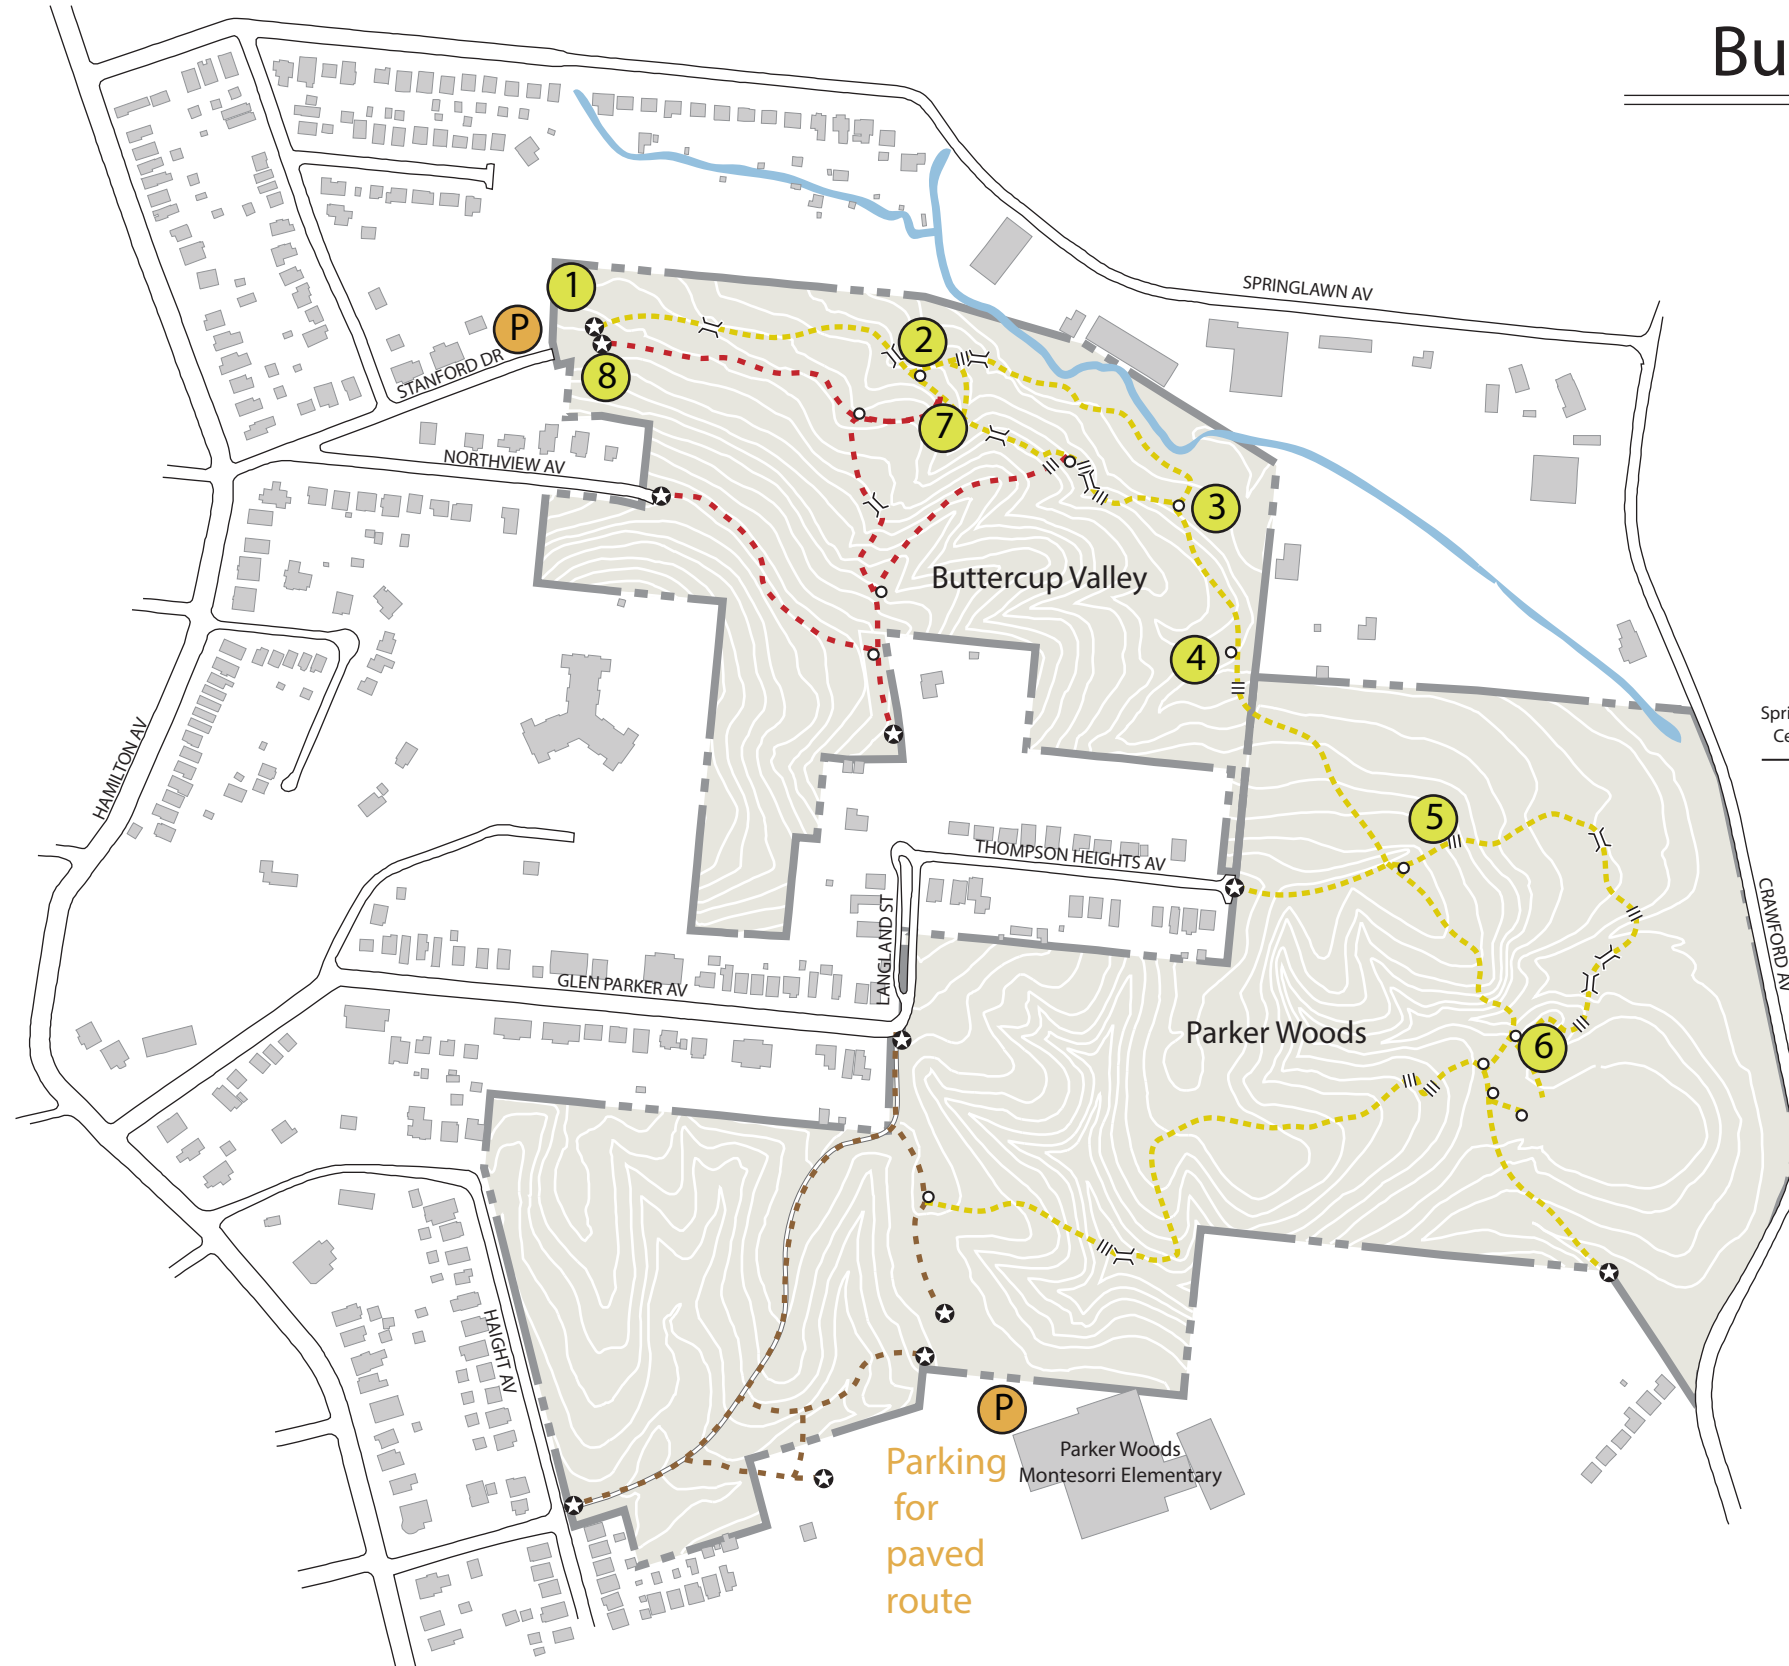 Bu
SPRINGLAWN AV
1
P
2
STANFORD DR
8
7
NORTHVIEW AV
3
Buttercup Valley
4
HAMILTON AV
Spri
Ce
5
THOMPSON HEIGHTS AV
CRAWFORD AV
LANGLAND ST
GLEN PARKER AV
Parker Woods
6
HAIGHT AV
P
Parking
for
paved
route
Parker Woods
Montesorri Elementary